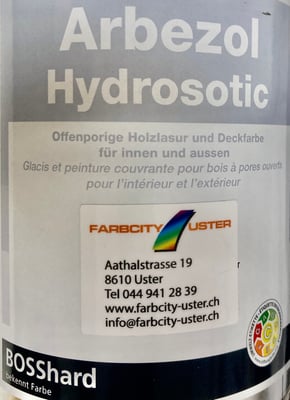 Arbezol
Hydrosotic
Offenporige Holzlasur und Deckfarbe
für innen und aussen
Glacis et peinture couvrante pour bois à pores ouverts
pour l'intérieur et l'extérieur
FARBCITY USTER
Aathalstrasse 19
8610 Uster
Tel 044 941 28 39
www.farbcity-uster.ch
info@farbcity-uster.ch
BOSShard
bekennt Farbe